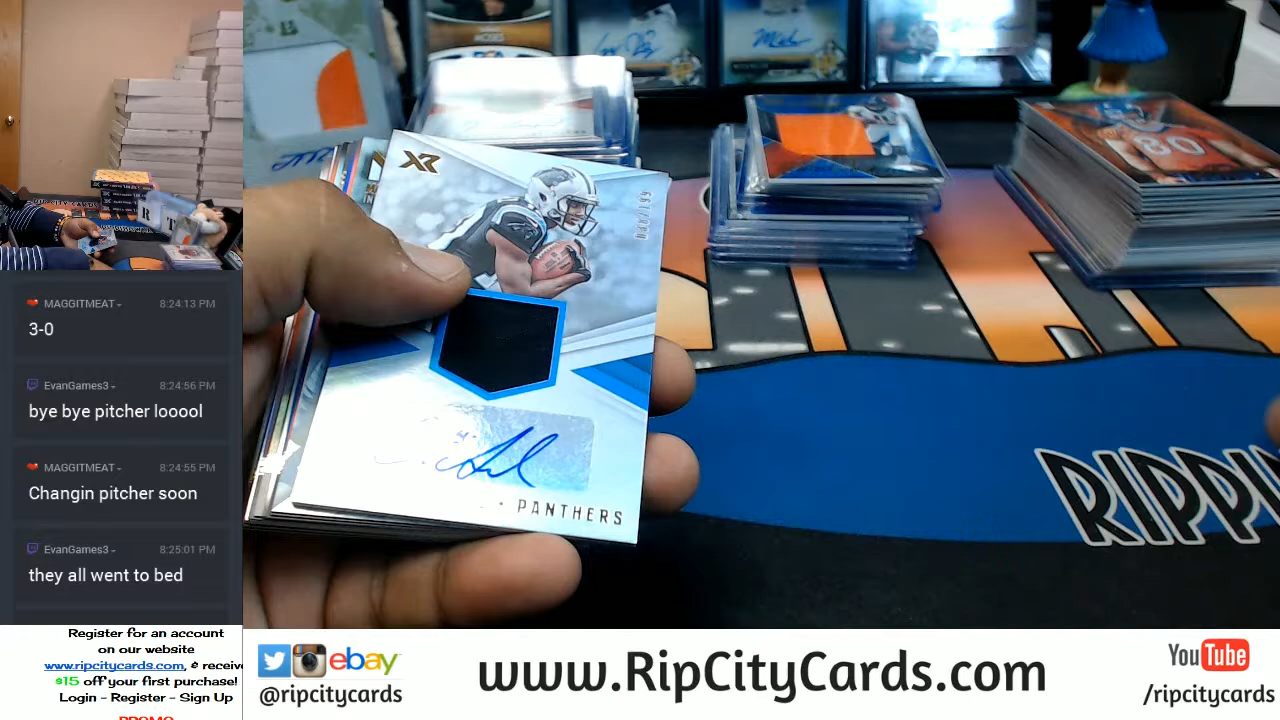 MAGGITMEAT 8:24:13 PM
3-0
EvanGames3 8:24:56 PM
bye bye pitcher looool
MAGGITMEAT 8:24:55 PM
Changin pitcher soon
EvanGames3 8:25:01 PM
they all went to bed
Register for an account
on our website
www.ripcitycards.com, & receive
$15 off your first purchase!
Login - Register - Sign Up
PROMO
XR
PANTHERS
80
RIPPIN
ebay
@ripcitycards
www.RipCityCards.com
YouTube
/ripcitycards